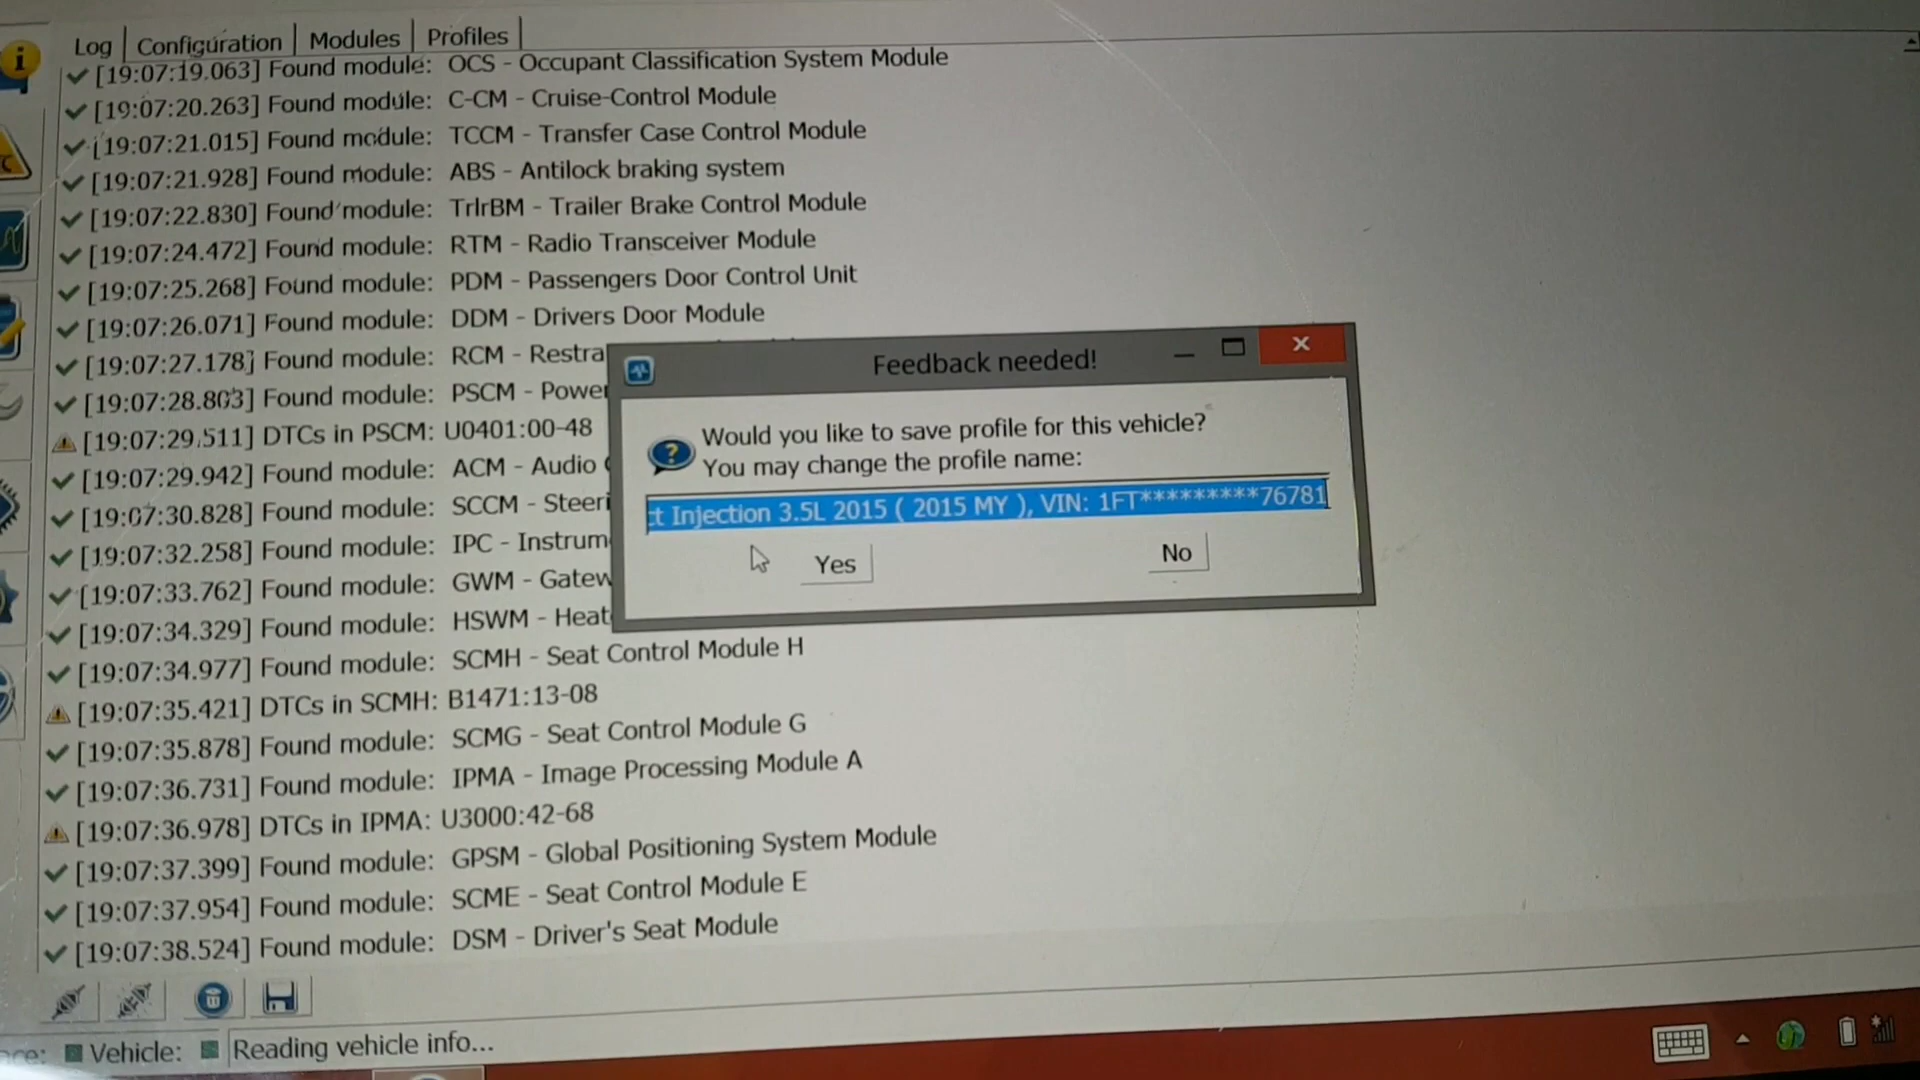 Log Configuration Modules Profiles
[19:07:19.063] Found module: OCS - Occupant Classification System Module
[19:07:20.263] Found module: C-CM - Cruise-Control Module
[19:07:21.015] Found module: TCCM - Transfer Case Control Module
[19:07:21.928] Found module: ABS - Antilock braking system
[19:07:22.830] Found module: TrlrBM - Trailer Brake Control Module
[19:07:24.472] Found module: RTM - Radio Transceiver Module
[19:07:25.268] Found module: PDM - Passengers Door Control Unit
[19:07:26.071] Found module: DDM - Drivers Door Module
[19:07:27.178] Found module: RCM - Restra
[19:07:28.803] Found module: PSCM - Power
[19:07:29.511] DTCs in PSCM: U0401:00-48
[19:07:29.942] Found module: ACM - Audio
[19:07:30.828] Found module: SCCM - Steeri
[19:07:32.258] Found module: IPC - Instrum
[19:07:33.762] Found module: GWM - Gatew
[19:07:34.329] Found module: HSWM - Heat
[19:07:34.977] Found module: SCMH - Seat Control Module H
[19:07:35.421] DTCs in SCMH: B1471:13-08
[19:07:35.878] Found module: SCMG - Seat Control Module G
[19:07:36.731] Found module: IPMA - Image Processing Module A
[19:07:36.978] DTCs in IPMA: U3000:42-68
[19:07:37.399] Found module: GPSM - Global Positioning System Module
[19:07:37.954] Found module: SCME - Seat Control Module E
[19:07:38.524] Found module: DSM - Driver's Seat Module
Feedback needed!
Would you like to save profile for this vehicle?
You may change the profile name:
ct Injection 3.5L 2015 ( 2015 MY ), VIN: 1FT*********76781
Yes No
Vehicle: Reading vehicle info...